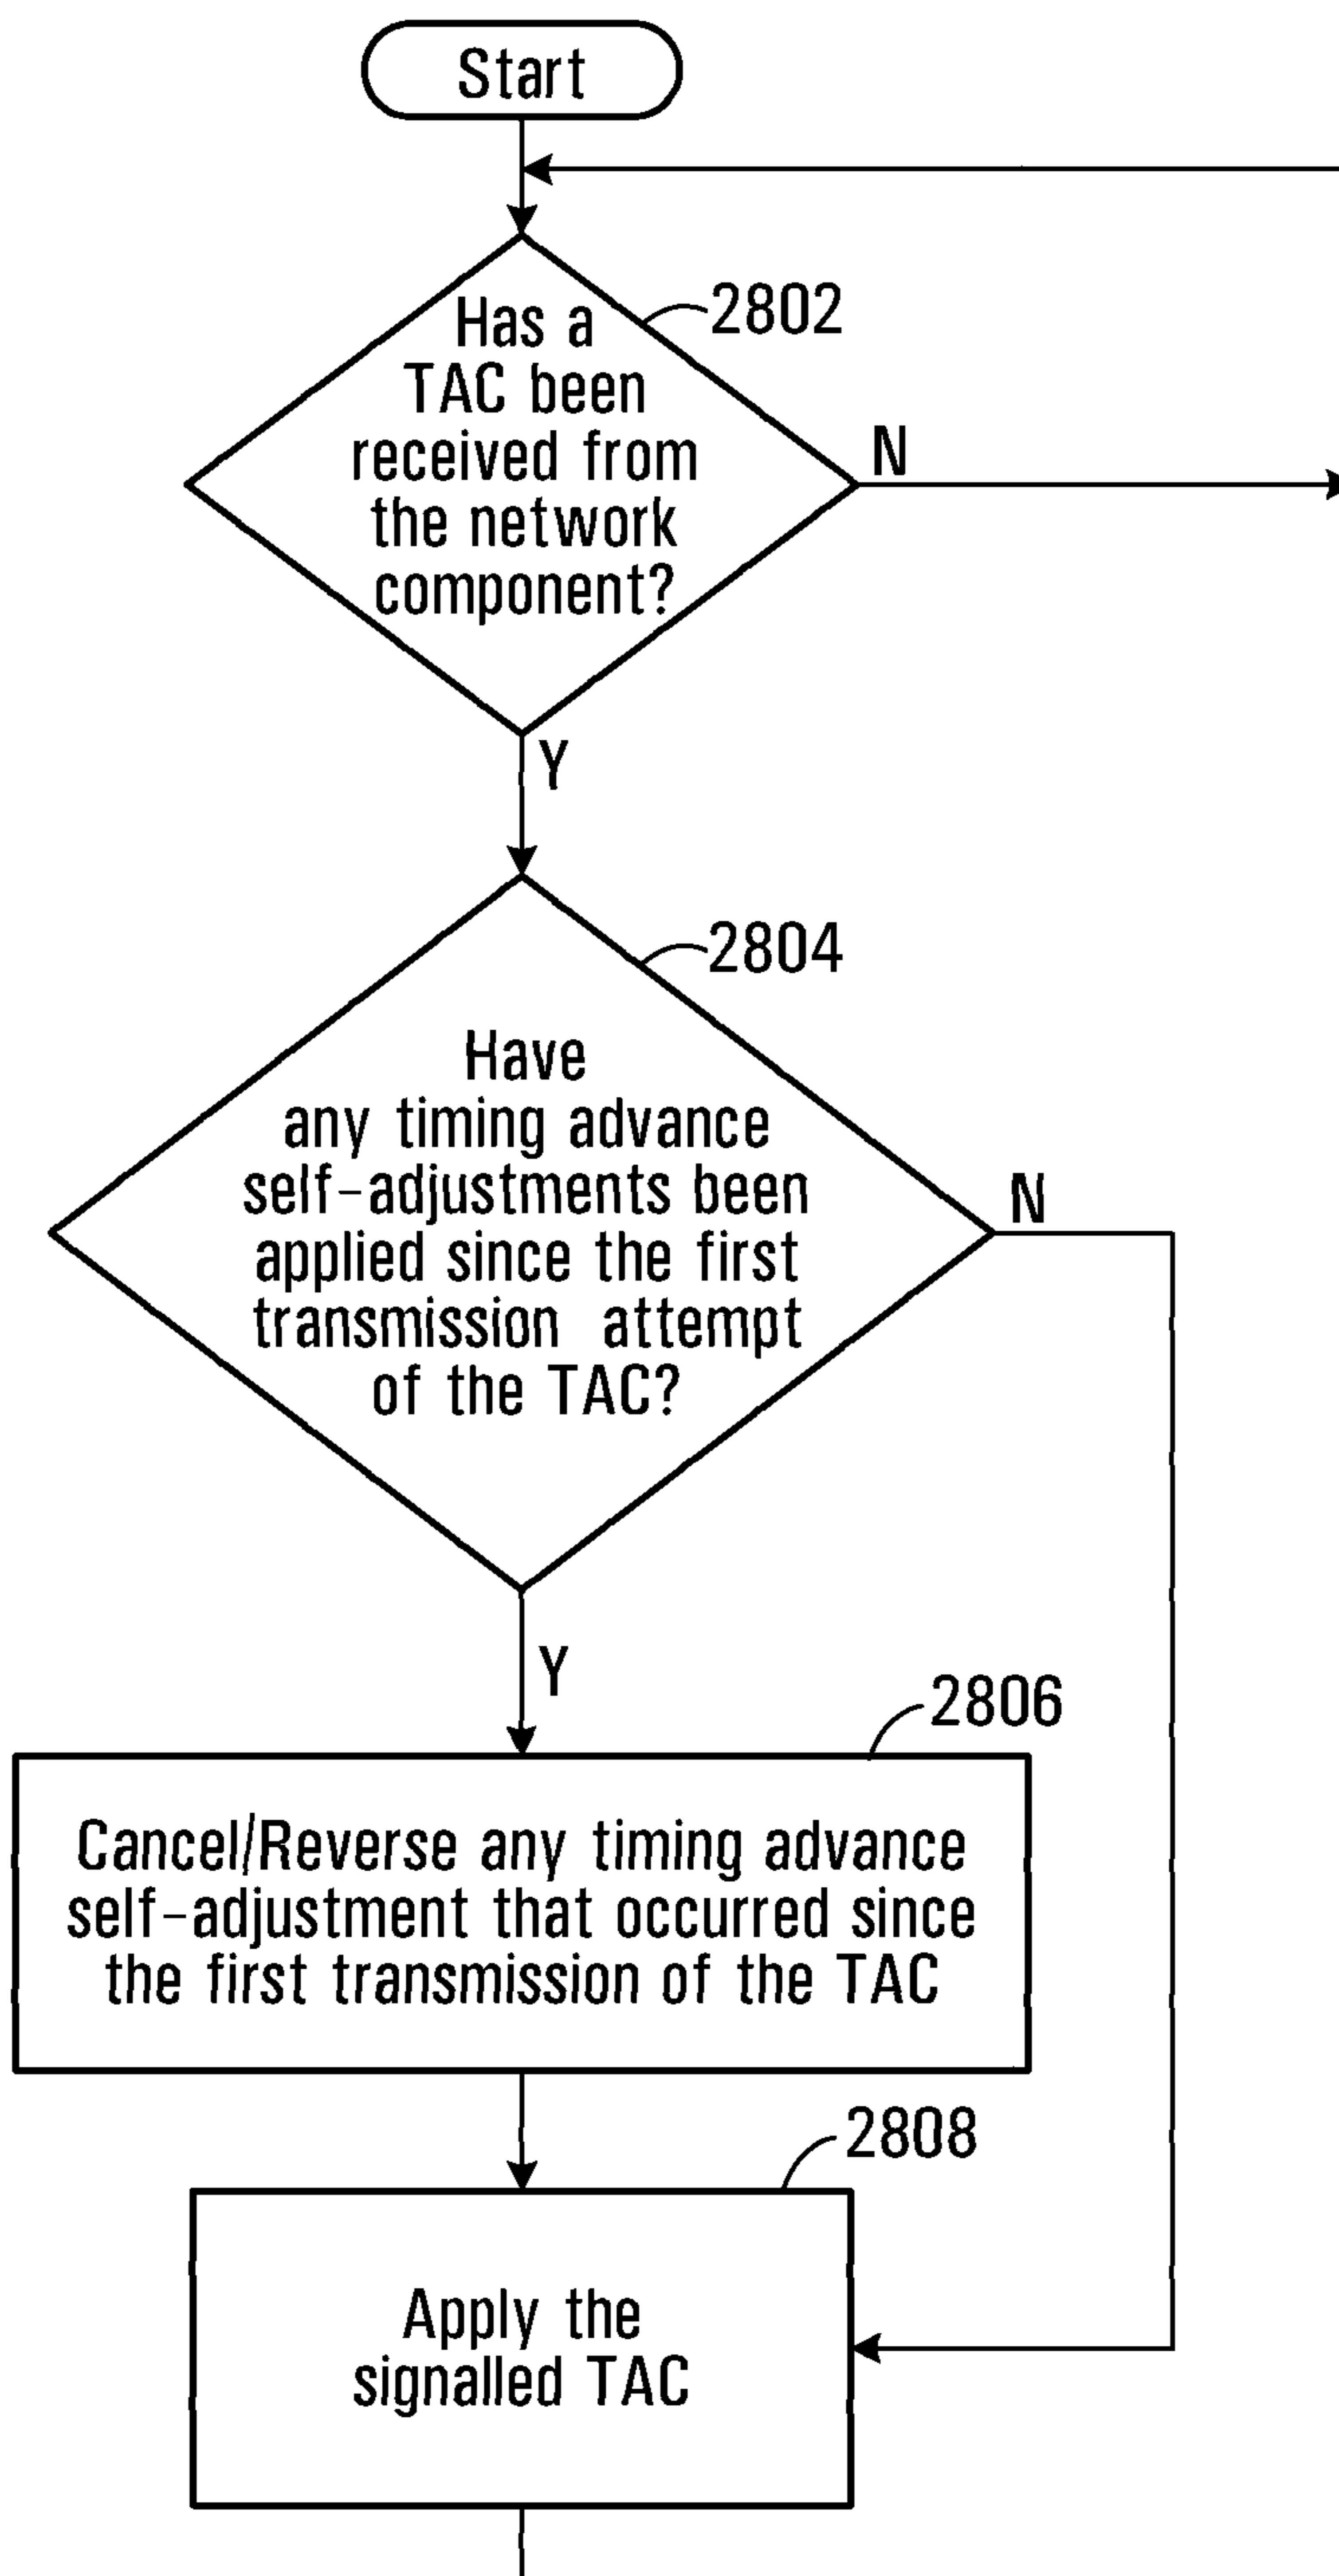 Start
2802
Has a
TAC been
received from
the network
component?
N
Y
2804
Have
any timing advance
self-adjustments been
applied since the first
transmission attempt
of the TAC?
N
Y
2806
Cancel/Reverse any timing advance
self-adjustment that occurred since
the first transmission of the TAC
2808
Apply the
signalled TAC